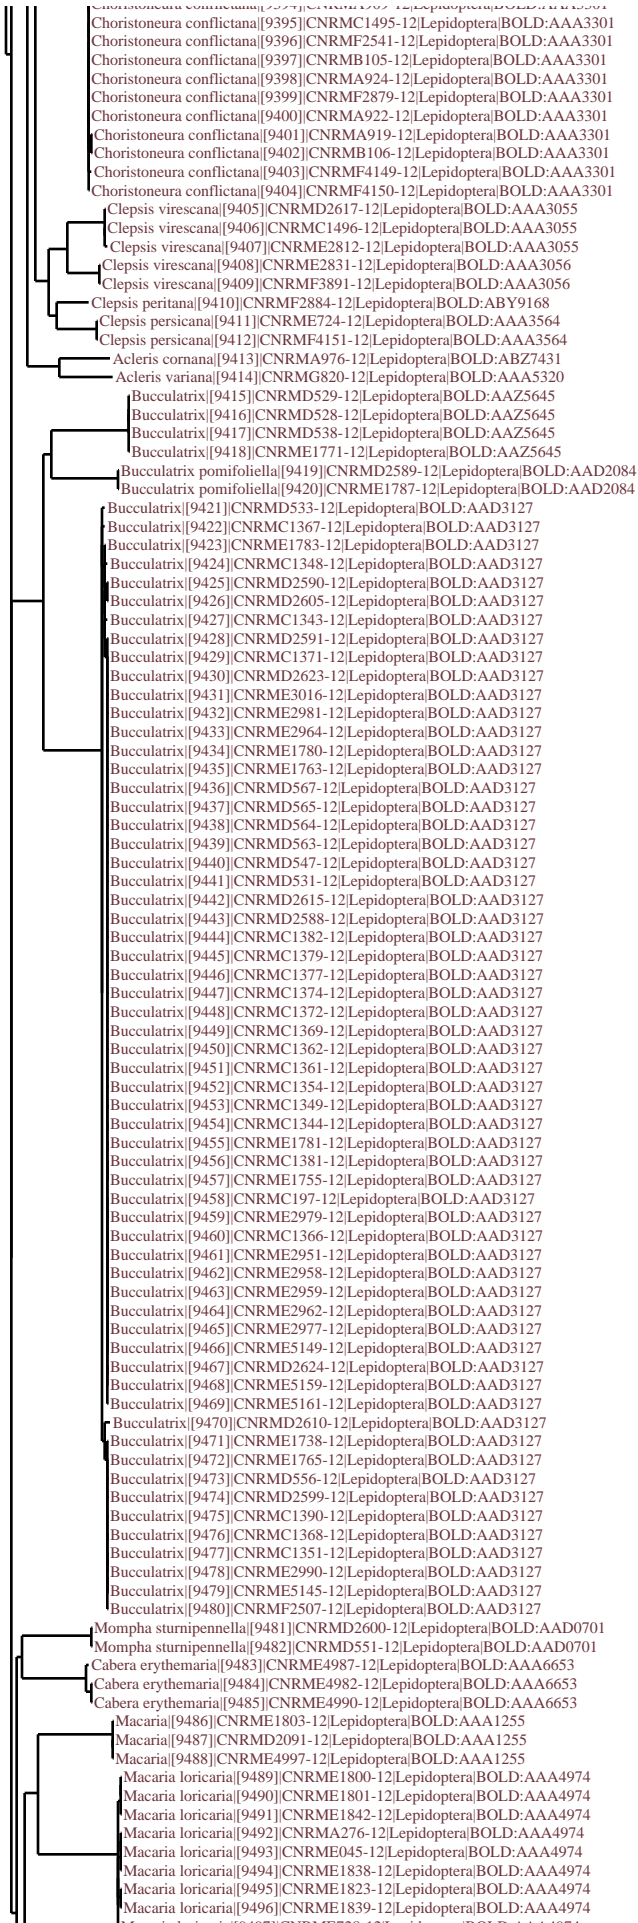 Choristoneura conflictana|[9394]|CNRMA909-12|Lepidoptera|BOLD:AAA3301
Choristoneura conflictana|[9395]|CNRMC1495-12|Lepidoptera|BOLD:AAA3301
Choristoneura conflictana|[9396]|CNRMF2541-12|Lepidoptera|BOLD:AAA3301
Choristoneura conflictana|[9397]|CNRMB105-12|Lepidoptera|BOLD:AAA3301
Choristoneura conflictana|[9398]|CNRMA924-12|Lepidoptera|BOLD:AAA3301
Choristoneura conflictana|[9399]|CNRMF2879-12|Lepidoptera|BOLD:AAA3301
Choristoneura conflictana|[9400]|CNRMA922-12|Lepidoptera|BOLD:AAA3301
Choristoneura conflictana|[9401]|CNRMA919-12|Lepidoptera|BOLD:AAA3301
Choristoneura conflictana|[9402]|CNRMB106-12|Lepidoptera|BOLD:AAA3301
Choristoneura conflictana|[9403]|CNRMF4149-12|Lepidoptera|BOLD:AAA3301
Choristoneura conflictana|[9404]|CNRMF4150-12|Lepidoptera|BOLD:AAA3301
Clepsis virescana|[9405]|CNRMD2617-12|Lepidoptera|BOLD:AAA3055
Clepsis virescana|[9406]|CNRMC1496-12|Lepidoptera|BOLD:AAA3055
Clepsis virescana|[9407]|CNRME2812-12|Lepidoptera|BOLD:AAA3055
Clepsis virescana|[9408]|CNRME2831-12|Lepidoptera|BOLD:AAA3056
Clepsis virescana|[9409]|CNRMF3891-12|Lepidoptera|BOLD:AAA3056
Clepsis peritana|[9410]|CNRMF2884-12|Lepidoptera|BOLD:ABY9168
Clepsis persicana|[9411]|CNRME724-12|Lepidoptera|BOLD:AAA3564
Clepsis persicana|[9412]|CNRMF4151-12|Lepidoptera|BOLD:AAA3564
Acleris cornana|[9413]|CNRMA976-12|Lepidoptera|BOLD:ABZ7431
Acleris variana|[9414]|CNRMG820-12|Lepidoptera|BOLD:AAA5320
Bucculatrix|[9415]|CNRMD529-12|Lepidoptera|BOLD:AAZ5645
Bucculatrix|[9416]|CNRMD528-12|Lepidoptera|BOLD:AAZ5645
Bucculatrix|[9417]|CNRMD538-12|Lepidoptera|BOLD:AAZ5645
Bucculatrix|[9418]|CNRME1771-12|Lepidoptera|BOLD:AAZ5645
Bucculatrix pomifoliella|[9419]|CNRMD2589-12|Lepidoptera|BOLD:AAD2084
Bucculatrix pomifoliella|[9420]|CNRME1787-12|Lepidoptera|BOLD:AAD2084
Bucculatrix|[9421]|CNRMD533-12|Lepidoptera|BOLD:AAD3127
Bucculatrix|[9422]|CNRMC1367-12|Lepidoptera|BOLD:AAD3127
Bucculatrix|[9423]|CNRME1783-12|Lepidoptera|BOLD:AAD3127
Bucculatrix|[9424]|CNRMC1348-12|Lepidoptera|BOLD:AAD3127
Bucculatrix|[9425]|CNRMD2590-12|Lepidoptera|BOLD:AAD3127
Bucculatrix|[9426]|CNRMD2605-12|Lepidoptera|BOLD:AAD3127
Bucculatrix|[9427]|CNRMC1343-12|Lepidoptera|BOLD:AAD3127
Bucculatrix|[9428]|CNRMD2591-12|Lepidoptera|BOLD:AAD3127
Bucculatrix|[9429]|CNRMC1371-12|Lepidoptera|BOLD:AAD3127
Bucculatrix|[9430]|CNRMD2623-12|Lepidoptera|BOLD:AAD3127
Bucculatrix|[9431]|CNRME3016-12|Lepidoptera|BOLD:AAD3127
Bucculatrix|[9432]|CNRME2981-12|Lepidoptera|BOLD:AAD3127
Bucculatrix|[9433]|CNRME2964-12|Lepidoptera|BOLD:AAD3127
Bucculatrix|[9434]|CNRME1780-12|Lepidoptera|BOLD:AAD3127
Bucculatrix|[9435]|CNRME1763-12|Lepidoptera|BOLD:AAD3127
Bucculatrix|[9436]|CNRMD567-12|Lepidoptera|BOLD:AAD3127
Bucculatrix|[9437]|CNRMD565-12|Lepidoptera|BOLD:AAD3127
Bucculatrix|[9438]|CNRMD564-12|Lepidoptera|BOLD:AAD3127
Bucculatrix|[9439]|CNRMD563-12|Lepidoptera|BOLD:AAD3127
Bucculatrix|[9440]|CNRMD547-12|Lepidoptera|BOLD:AAD3127
Bucculatrix|[9441]|CNRMD531-12|Lepidoptera|BOLD:AAD3127
Bucculatrix|[9442]|CNRMD2615-12|Lepidoptera|BOLD:AAD3127
Bucculatrix|[9443]|CNRMD2588-12|Lepidoptera|BOLD:AAD3127
Bucculatrix|[9444]|CNRMC1382-12|Lepidoptera|BOLD:AAD3127
Bucculatrix|[9445]|CNRMC1379-12|Lepidoptera|BOLD:AAD3127
Bucculatrix|[9446]|CNRMC1377-12|Lepidoptera|BOLD:AAD3127
Bucculatrix|[9447]|CNRMC1374-12|Lepidoptera|BOLD:AAD3127
Bucculatrix|[9448]|CNRMC1372-12|Lepidoptera|BOLD:AAD3127
Bucculatrix|[9449]|CNRMC1369-12|Lepidoptera|BOLD:AAD3127
Bucculatrix|[9450]|CNRMC1362-12|Lepidoptera|BOLD:AAD3127
Bucculatrix|[9451]|CNRMC1361-12|Lepidoptera|BOLD:AAD3127
Bucculatrix|[9452]|CNRMC1354-12|Lepidoptera|BOLD:AAD3127
Bucculatrix|[9453]|CNRMC1349-12|Lepidoptera|BOLD:AAD3127
Bucculatrix|[9454]|CNRMC1344-12|Lepidoptera|BOLD:AAD3127
Bucculatrix|[9455]|CNRME1781-12|Lepidoptera|BOLD:AAD3127
Bucculatrix|[9456]|CNRMC1381-12|Lepidoptera|BOLD:AAD3127
Bucculatrix|[9457]|CNRME1755-12|Lepidoptera|BOLD:AAD3127
Bucculatrix|[9458]|CNRMC197-12|Lepidoptera|BOLD:AAD3127
Bucculatrix|[9459]|CNRME2979-12|Lepidoptera|BOLD:AAD3127
Bucculatrix|[9460]|CNRMC1366-12|Lepidoptera|BOLD:AAD3127
Bucculatrix|[9461]|CNRME2951-12|Lepidoptera|BOLD:AAD3127
Bucculatrix|[9462]|CNRME2958-12|Lepidoptera|BOLD:AAD3127
Bucculatrix|[9463]|CNRME2959-12|Lepidoptera|BOLD:AAD3127
Bucculatrix|[9464]|CNRME2962-12|Lepidoptera|BOLD:AAD3127
Bucculatrix|[9465]|CNRME2977-12|Lepidoptera|BOLD:AAD3127
Bucculatrix|[9466]|CNRME5149-12|Lepidoptera|BOLD:AAD3127
Bucculatrix|[9467]|CNRMD2624-12|Lepidoptera|BOLD:AAD3127
Bucculatrix|[9468]|CNRME5159-12|Lepidoptera|BOLD:AAD3127
Bucculatrix|[9469]|CNRME5161-12|Lepidoptera|BOLD:AAD3127
Bucculatrix|[9470]|CNRMD2610-12|Lepidoptera|BOLD:AAD3127
Bucculatrix|[9471]|CNRME1738-12|Lepidoptera|BOLD:AAD3127
Bucculatrix|[9472]|CNRME1765-12|Lepidoptera|BOLD:AAD3127
Bucculatrix|[9473]|CNRMD556-12|Lepidoptera|BOLD:AAD3127
Bucculatrix|[9474]|CNRMD2599-12|Lepidoptera|BOLD:AAD3127
Bucculatrix|[9475]|CNRMC1390-12|Lepidoptera|BOLD:AAD3127
Bucculatrix|[9476]|CNRMC1368-12|Lepidoptera|BOLD:AAD3127
Bucculatrix|[9477]|CNRMC1351-12|Lepidoptera|BOLD:AAD3127
Bucculatrix|[9478]|CNRME2990-12|Lepidoptera|BOLD:AAD3127
Bucculatrix|[9479]|CNRME5145-12|Lepidoptera|BOLD:AAD3127
Bucculatrix|[9480]|CNRMF2507-12|Lepidoptera|BOLD:AAD3127
Mompha sturnipennella|[9481]|CNRMD2600-12|Lepidoptera|BOLD:AAD0701
Mompha sturnipennella|[9482]|CNRMD551-12|Lepidoptera|BOLD:AAD0701
Cabera erythemaria|[9483]|CNRME4987-12|Lepidoptera|BOLD:AAA6653
Cabera erythemaria|[9484]|CNRME4982-12|Lepidoptera|BOLD:AAA6653
Cabera erythemaria|[9485]|CNRME4990-12|Lepidoptera|BOLD:AAA6653
Macaria|[9486]|CNRME1803-12|Lepidoptera|BOLD:AAA1255
Macaria|[9487]|CNRMD2091-12|Lepidoptera|BOLD:AAA1255
Macaria|[9488]|CNRME4997-12|Lepidoptera|BOLD:AAA1255
Macaria loricaria|[9489]|CNRME1800-12|Lepidoptera|BOLD:AAA4974
Macaria loricaria|[9490]|CNRME1801-12|Lepidoptera|BOLD:AAA4974
Macaria loricaria|[9491]|CNRME1842-12|Lepidoptera|BOLD:AAA4974
Macaria loricaria|[9492]|CNRMA276-12|Lepidoptera|BOLD:AAA4974
Macaria loricaria|[9493]|CNRME045-12|Lepidoptera|BOLD:AAA4974
Macaria loricaria|[9494]|CNRME1838-12|Lepidoptera|BOLD:AAA4974
Macaria loricaria|[9495]|CNRME1823-12|Lepidoptera|BOLD:AAA4974
Macaria loricaria|[9496]|CNRME1839-12|Lepidoptera|BOLD:AAA4974